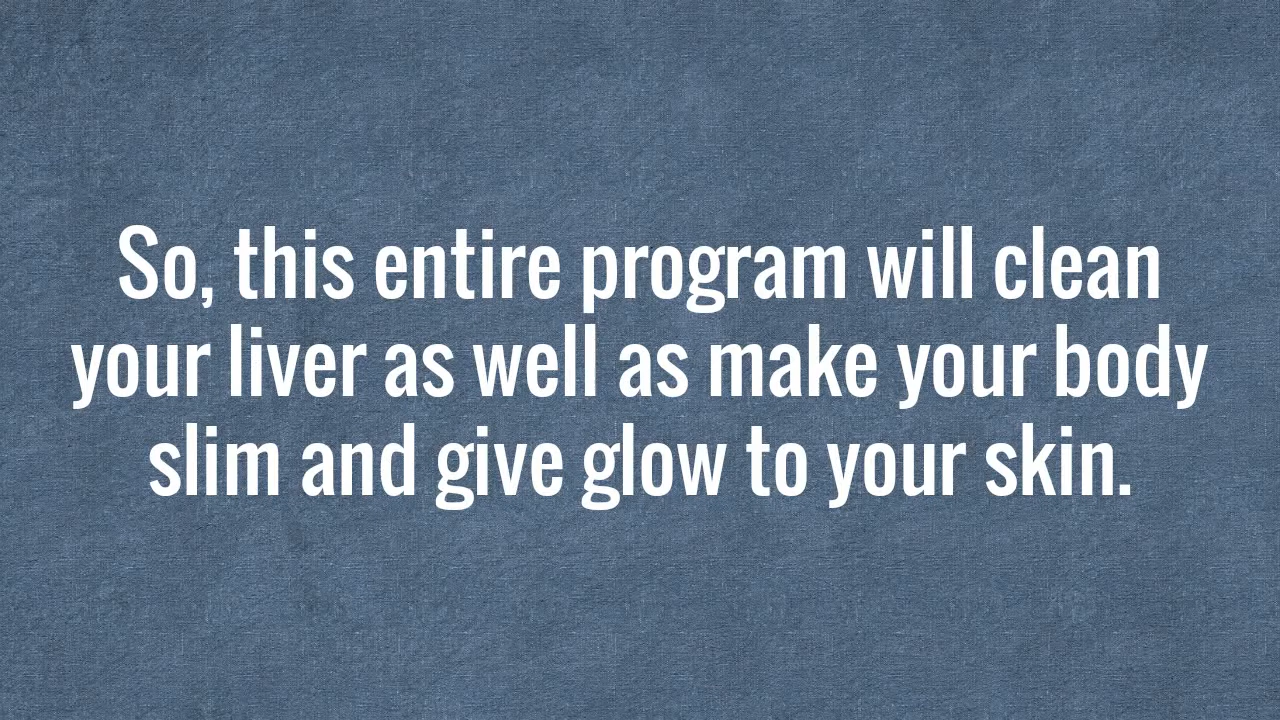 So, this entire program will clean
your liver as well as make your body
slim and give glow to your skin.